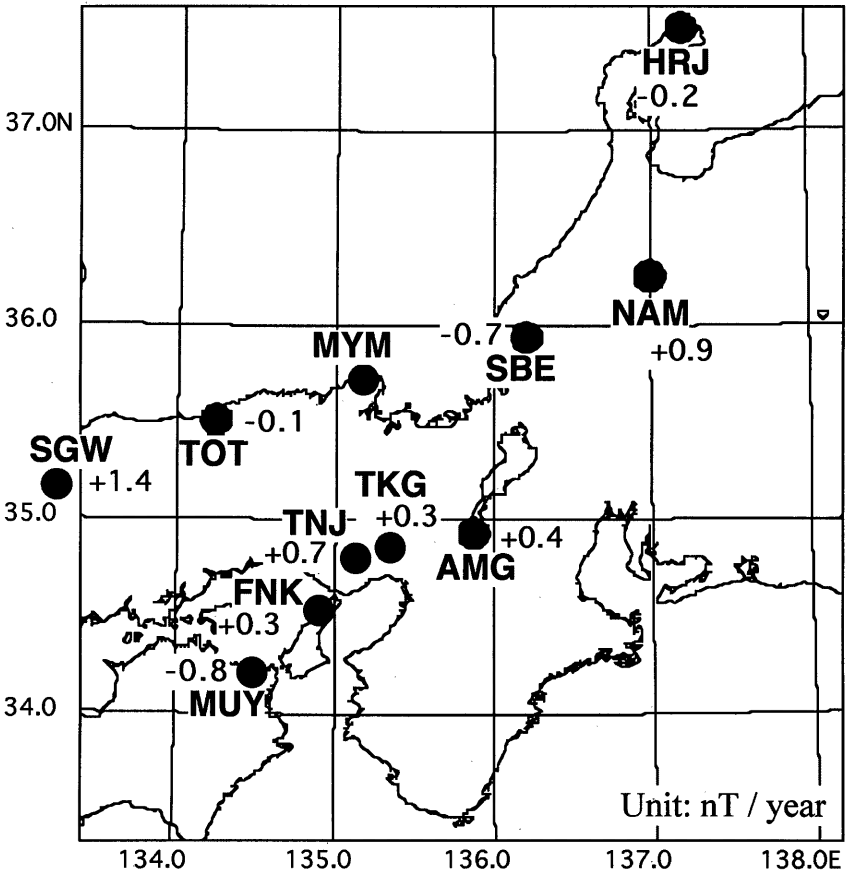 HRJ
-0.2
37.0N
NAM
+0.9
36.0
-0.7
SBE
MYM
-0.1
TOT
SGW
+1.4
TKG
+0.3
35.0
TNJ
+0.7
+0.4
AMG
FNK
+0.3
-0.8
MUY
34.0
Unit: nT / year
134.0
135.0
136.0
137.0
138.0E